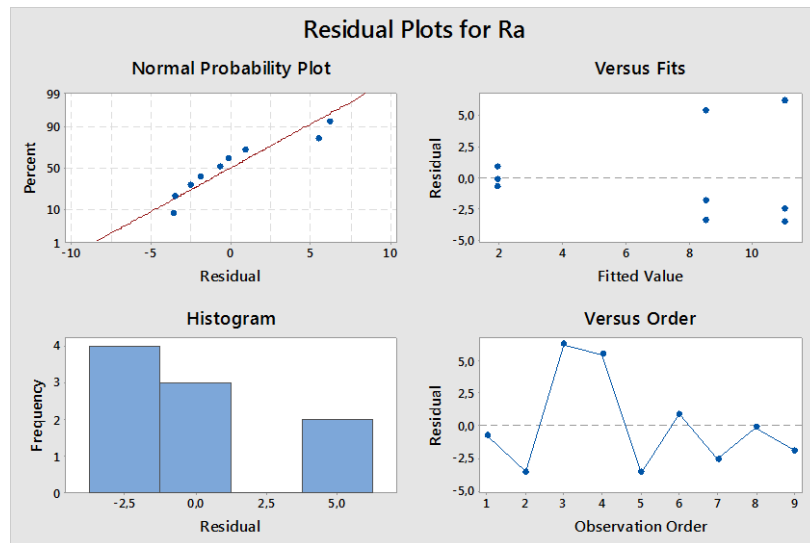 Residual Plots for Ra
Normal Probability Plot
99
90
50
10
1
Percent
-10 -5 0 5 10
Residual
Versus Fits
5,0
2,5
0,0
-2,5
-5,0
Residual
2 4 6 8 10
Fitted Value
Histogram
4
3
2
1
0
Frequency
-2,5 0,0 2,5 5,0
Residual
Versus Order
5,0
2,5
0,0
-2,5
-5,0
Residual
1 2 3 4 5 6 7 8 9
Observation Order